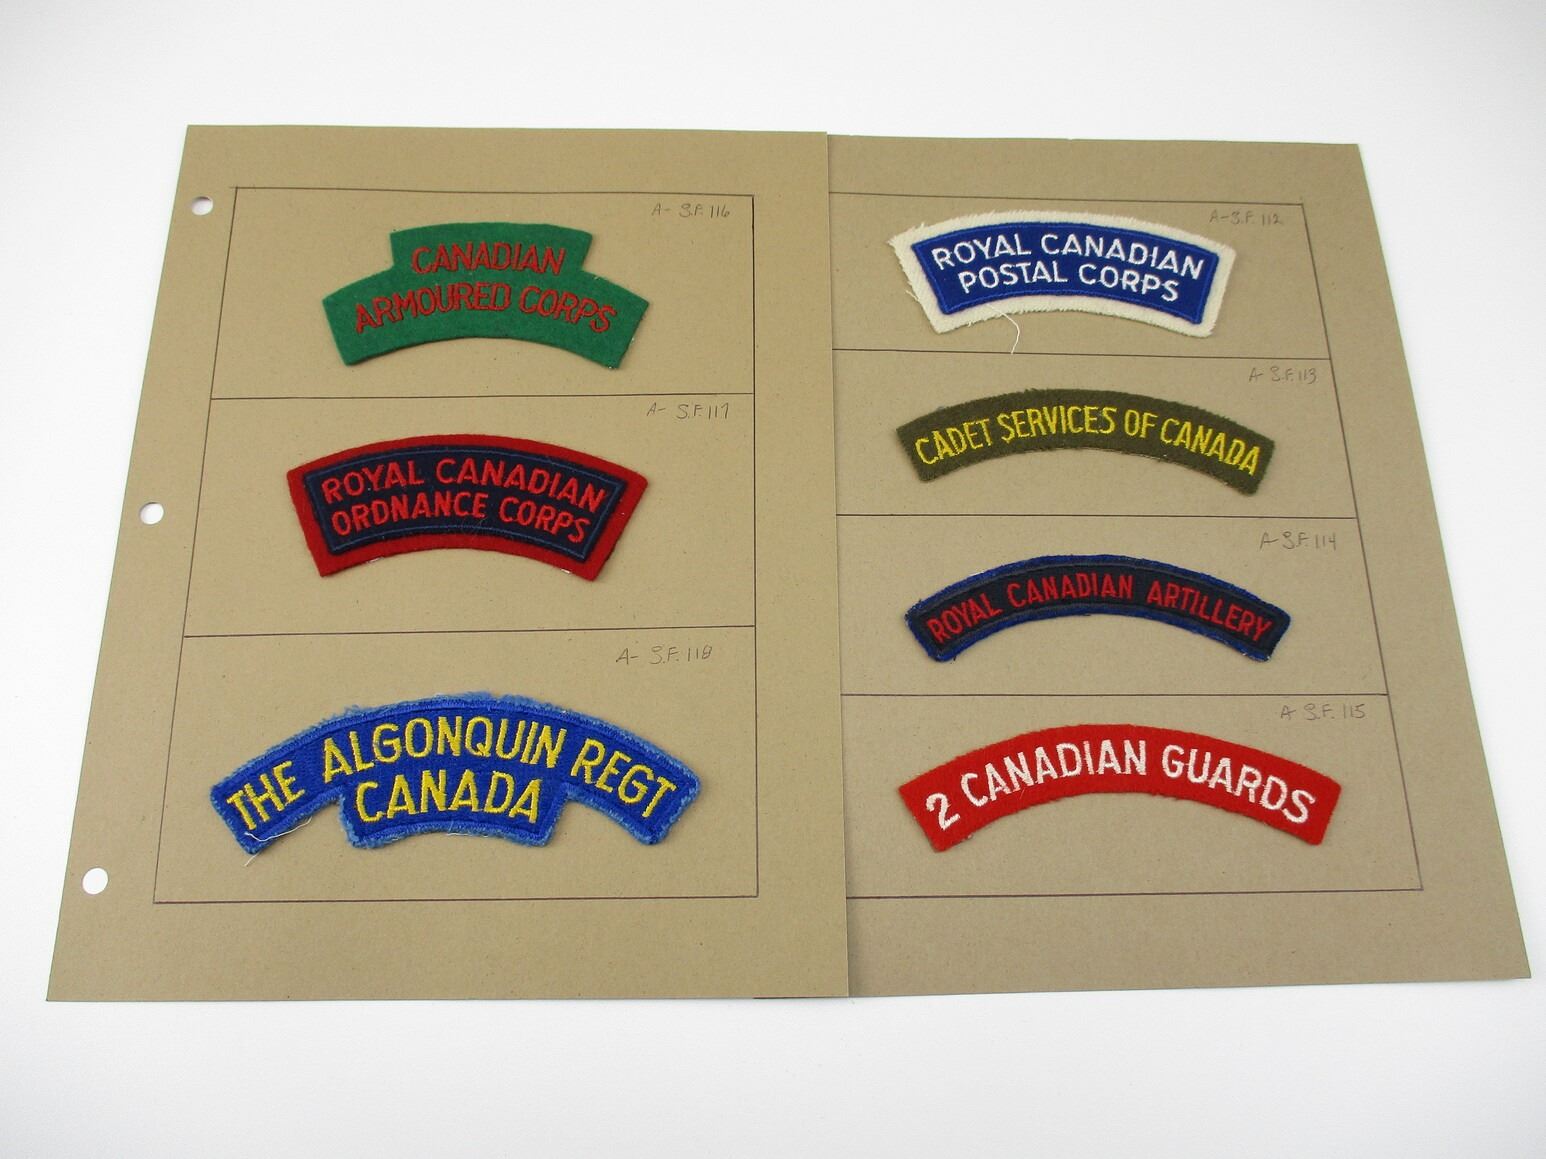 A- S.F. 116
CANADIAN
ARMOURED CORPS
A- S.F. 117
ROYAL CANADIAN
ORDNANCE CORPS
A- S.F. 118
THE ALGONQUIN REGT
CANADA
A- S.F. 112
ROYAL CANADIAN
POSTAL CORPS
A- S.F. 113
CADET SERVICES OF CANADA
A- S.F. 114
ROYAL CANADIAN ARTILLERY
A S.F. 115
2 CANADIAN GUARDS